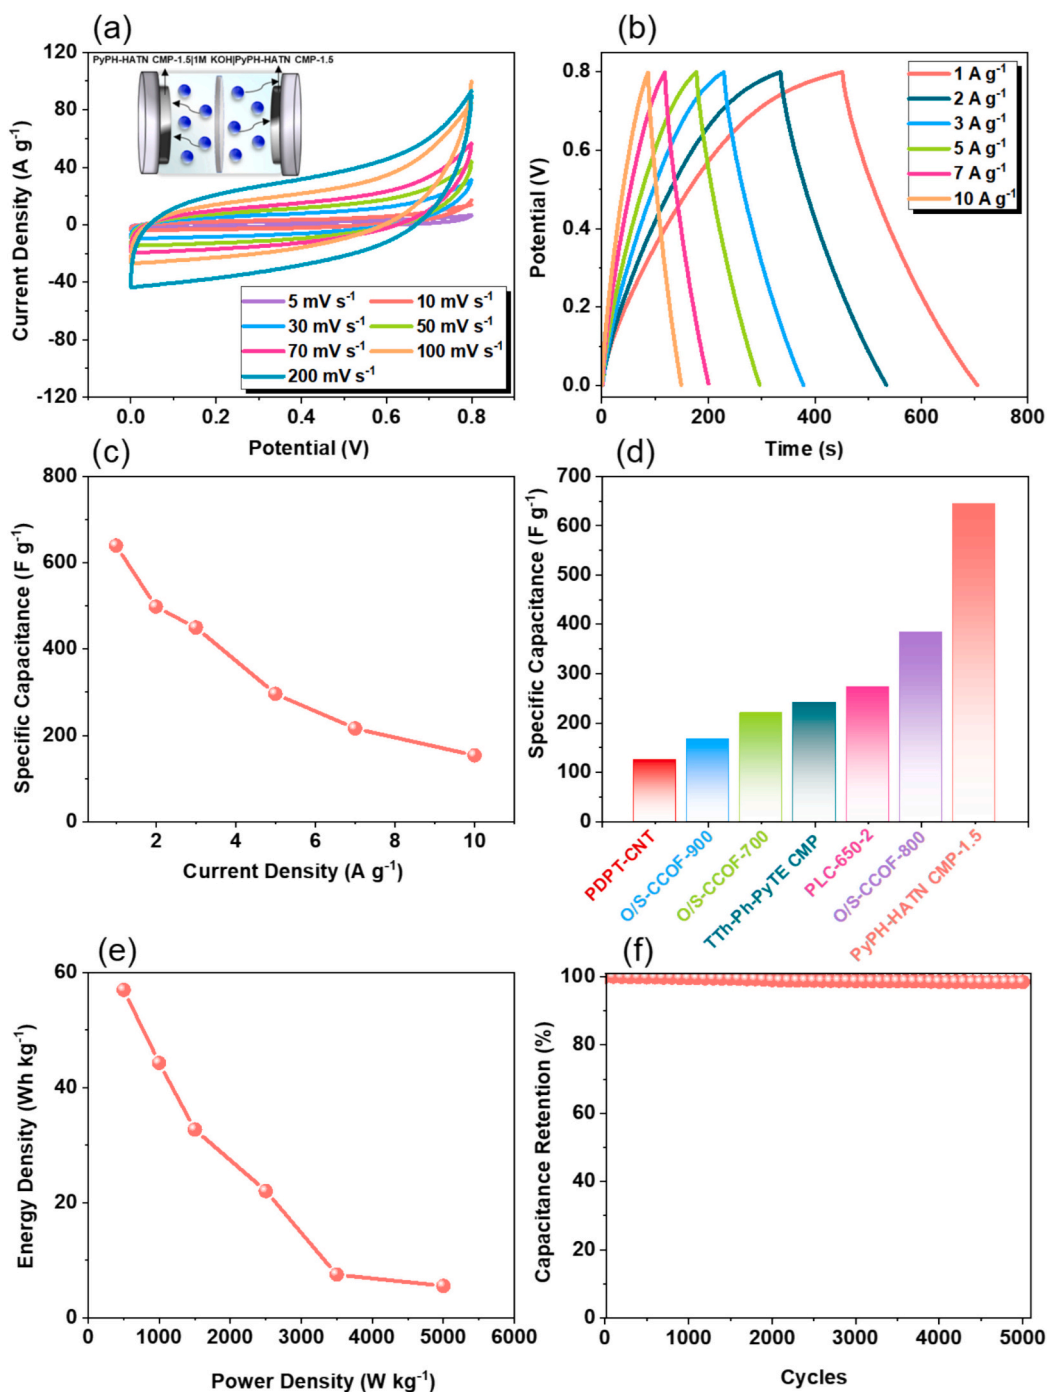 (a)
PyPH-HATN CMP-1.5|1M KOH|PyPH-HATN CMP-1.5
Current Density (A g⁻¹)
120
80
40
0
-40
-80
-120
5 mV s⁻¹ 10 mV s⁻¹
30 mV s⁻¹ 50 mV s⁻¹
70 mV s⁻¹ 100 mV s⁻¹
200 mV s⁻¹
0.0 0.2 0.4 0.6 0.8
Potential (V)
(b)
Potential (V)
0.8
0.6
0.4
0.2
0.0
1 A g⁻¹
2 A g⁻¹
3 A g⁻¹
5 A g⁻¹
7 A g⁻¹
10 A g⁻¹
0 200 400 600 800
Time (s)
(c)
Specific Capacitance (F g⁻¹)
800
600
400
200
0
2 4 6 8 10
Current Density (A g⁻¹)
(d)
Specific Capacitance (F g⁻¹)
700
600
500
400
300
200
100
0
PDPT-CNT
O/S-CCOF-900
O/S-CCOF-700
TTh-Ph-PyTE CMP
PLC-650-2
O/S-CCOF-800
PyPH-HATN CMP-1.5
(e)
Energy Density (Wh kg⁻¹)
60
40
20
0
0 1000 2000 3000 4000 5000 6000
Power Density (W kg⁻¹)
(f)
Capacitance Retention (%)
100
80
60
40
20
0
0 1000 2000 3000 4000 5000
Cycles